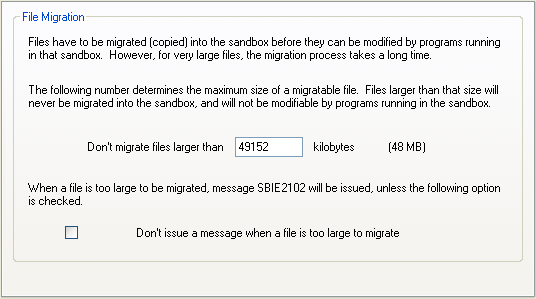 File Migration
Files have to be migrated (copied) into the sandbox before they can be modified by programs running
in that sandbox.  However, for very large files, the migration process takes a long time.
The following number determines the maximum size of a migratable file.  Files larger than that size will
never be migrated into the sandbox, and will not be modifiable by programs running in the sandbox.
Don't migrate files larger than 49152 kilobytes (48 MB)
When a file is too large to be migrated, message SBIE2102 will be issued, unless the following option
is checked.
Don't issue a message when a file is too large to migrate